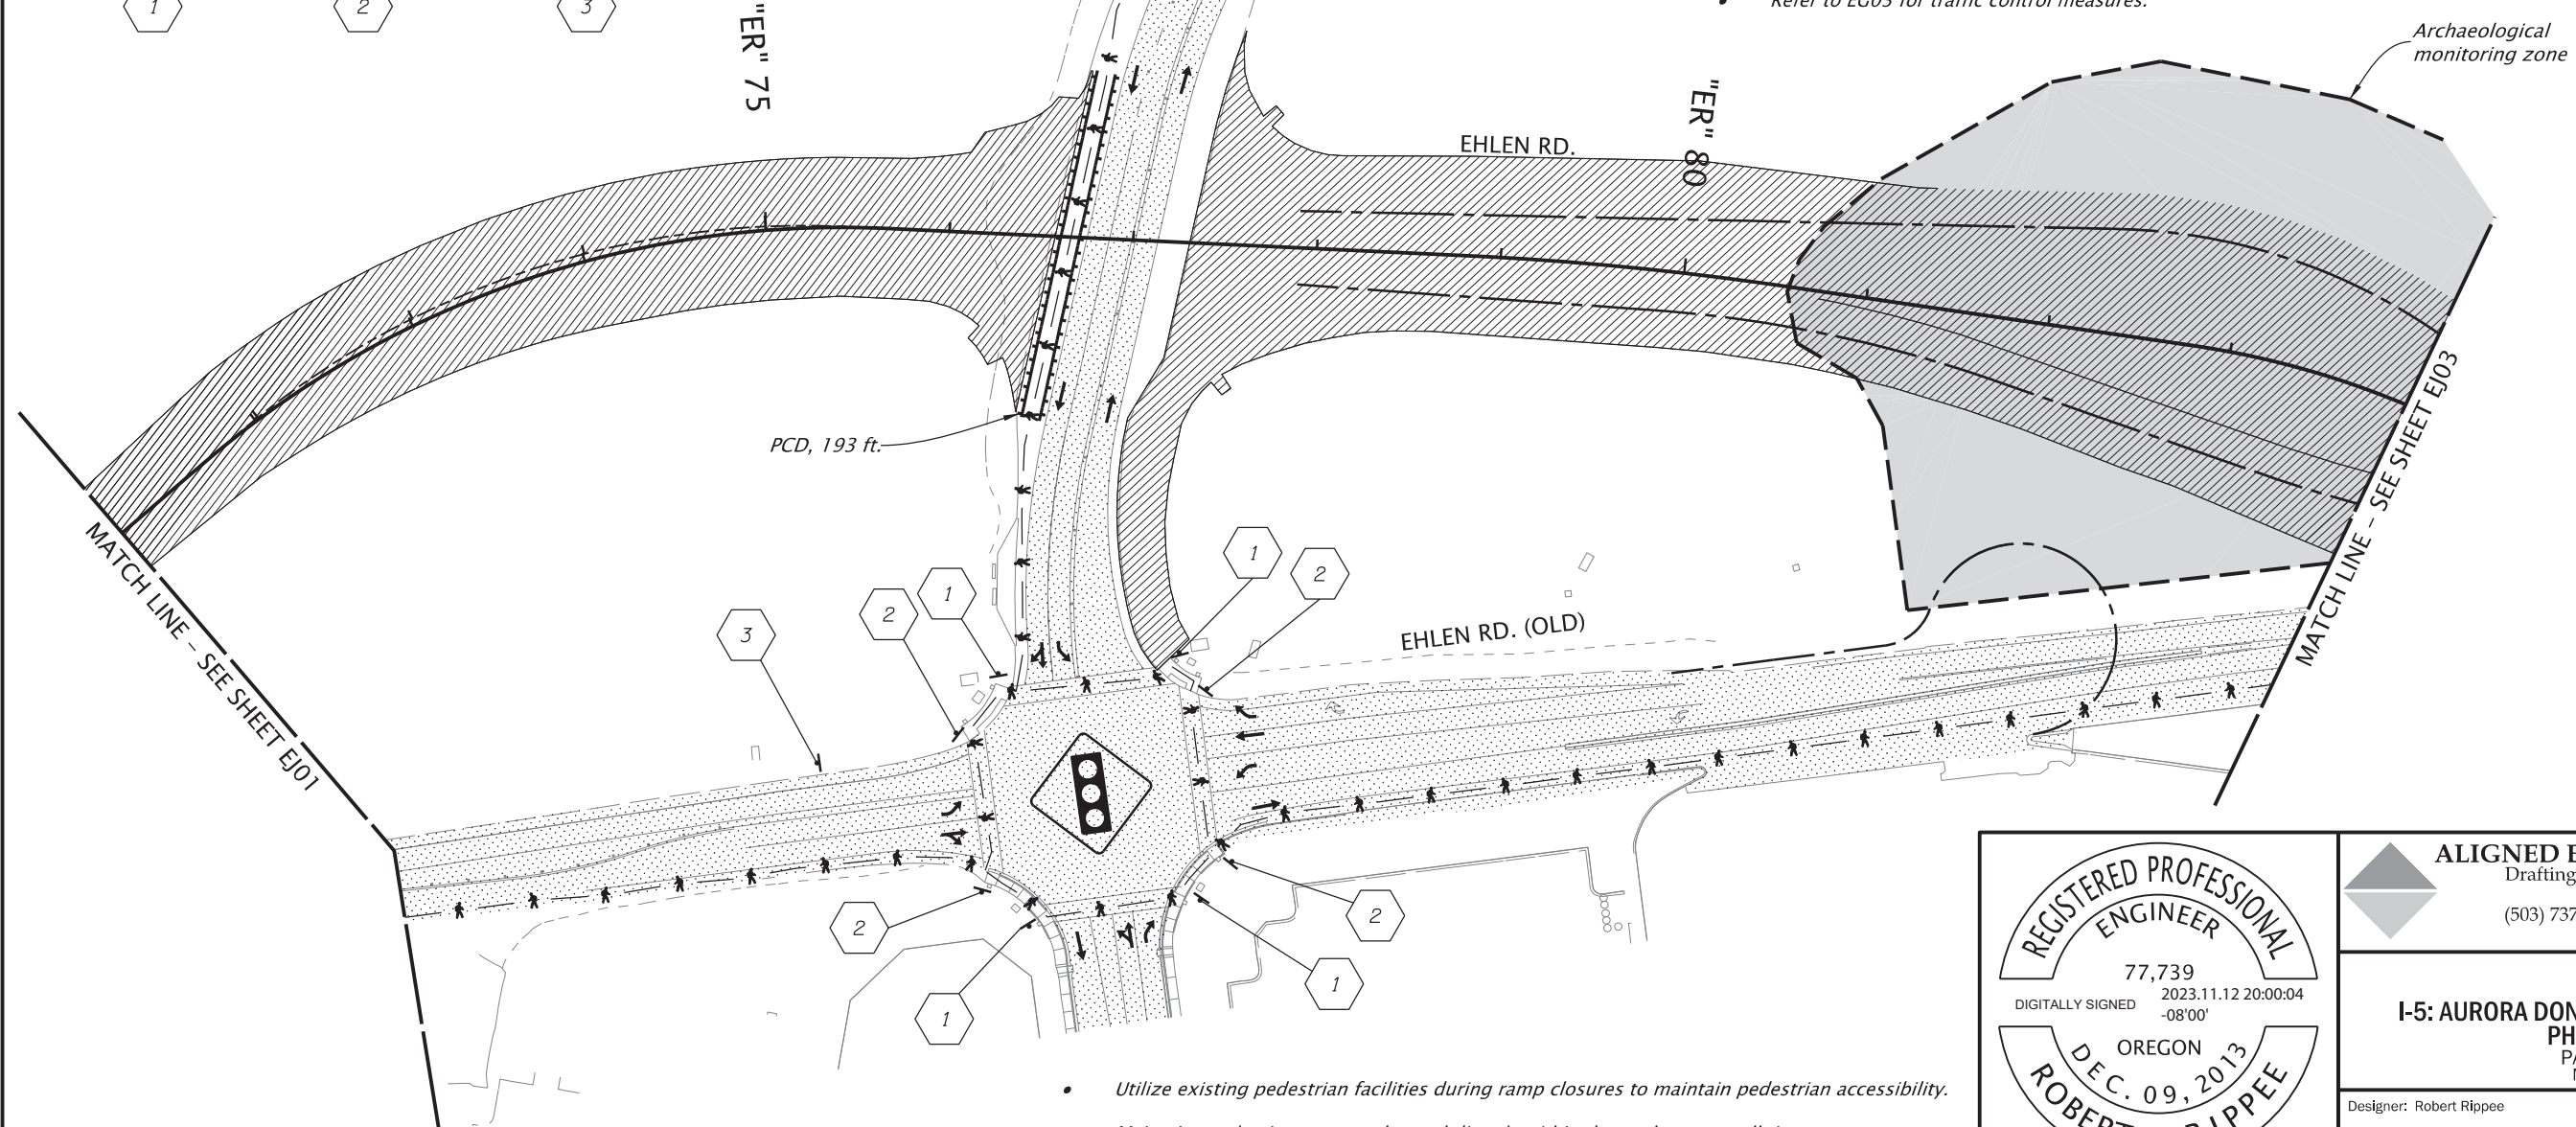 1
2
3
"ER" 75
Refer to EG05 for traffic control measures.
Archaeological
monitoring zone
"ER" 80
EHLEN RD.
PCD, 193 ft.
MATCH LINE - SEE SHEET EJ03
MATCH LINE - SEE SHEET EJ01
1
2
1
2
3
EHLEN RD. (OLD)
2
2
1
1
REGISTERED PROFESSIONAL
ENGINEER
77,739
DIGITALLY SIGNED
2023.11.12 20:00:04
-08'00'
OREGON
DEC. 09, 2013
ALIGNED
Drafting
(503) 737
I-5: AURORA DON
PH
Designer: Robert Rippee
• Utilize existing pedestrian facilities during ramp closures to maintain pedestrian accessibility.